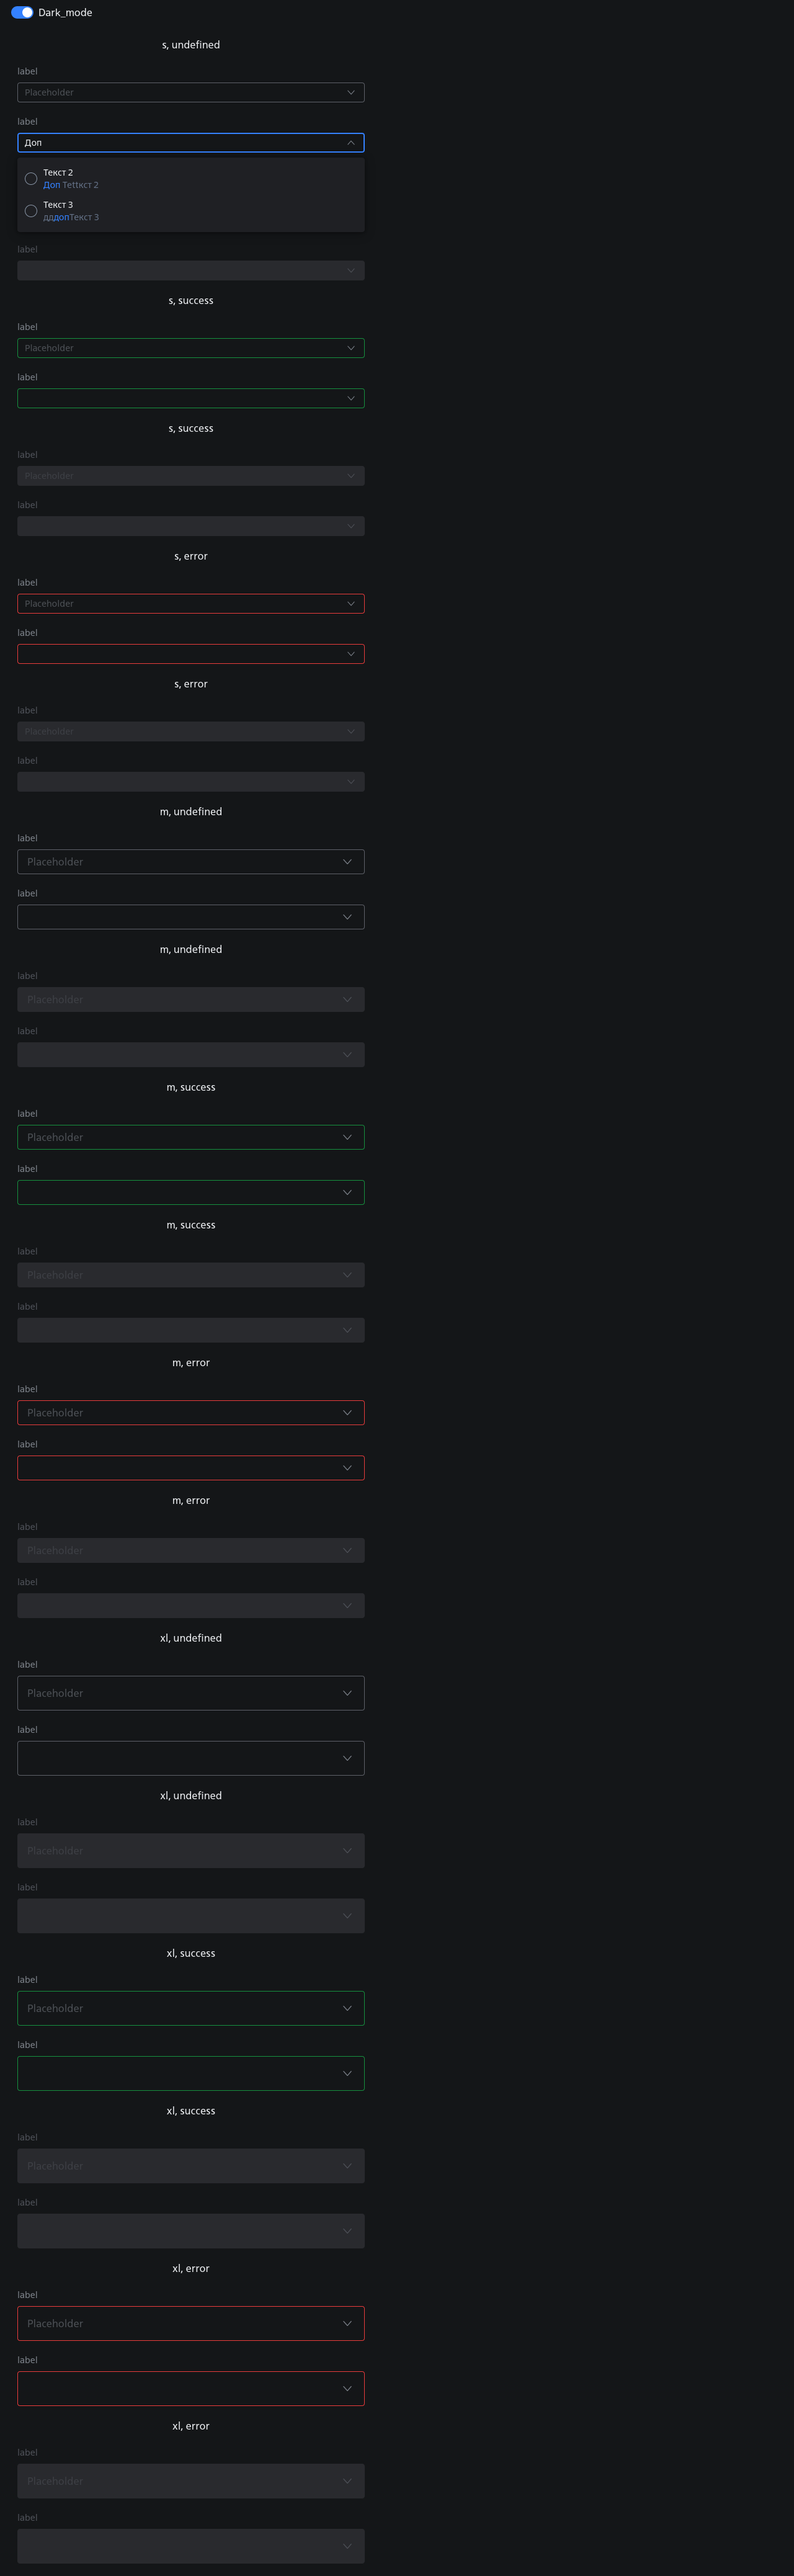 Dark_mode
s, undefined
label
Placeholder
label
Доп
Текст 2
Доп Tettкст 2
Текст 3
дддопТекст 3
label
s, success
label
Placeholder
label
s, success
label
Placeholder
label
s, error
label
Placeholder
label
s, error
label
Placeholder
label
m, undefined
label
Placeholder
label
m, undefined
label
Placeholder
label
m, success
label
Placeholder
label
m, success
label
Placeholder
label
m, error
label
Placeholder
label
m, error
label
Placeholder
label
xl, undefined
label
Placeholder
label
xl, undefined
label
Placeholder
label
xl, success
label
Placeholder
label
xl, success
label
Placeholder
label
xl, error
label
Placeholder
label
xl, error
label
Placeholder
label